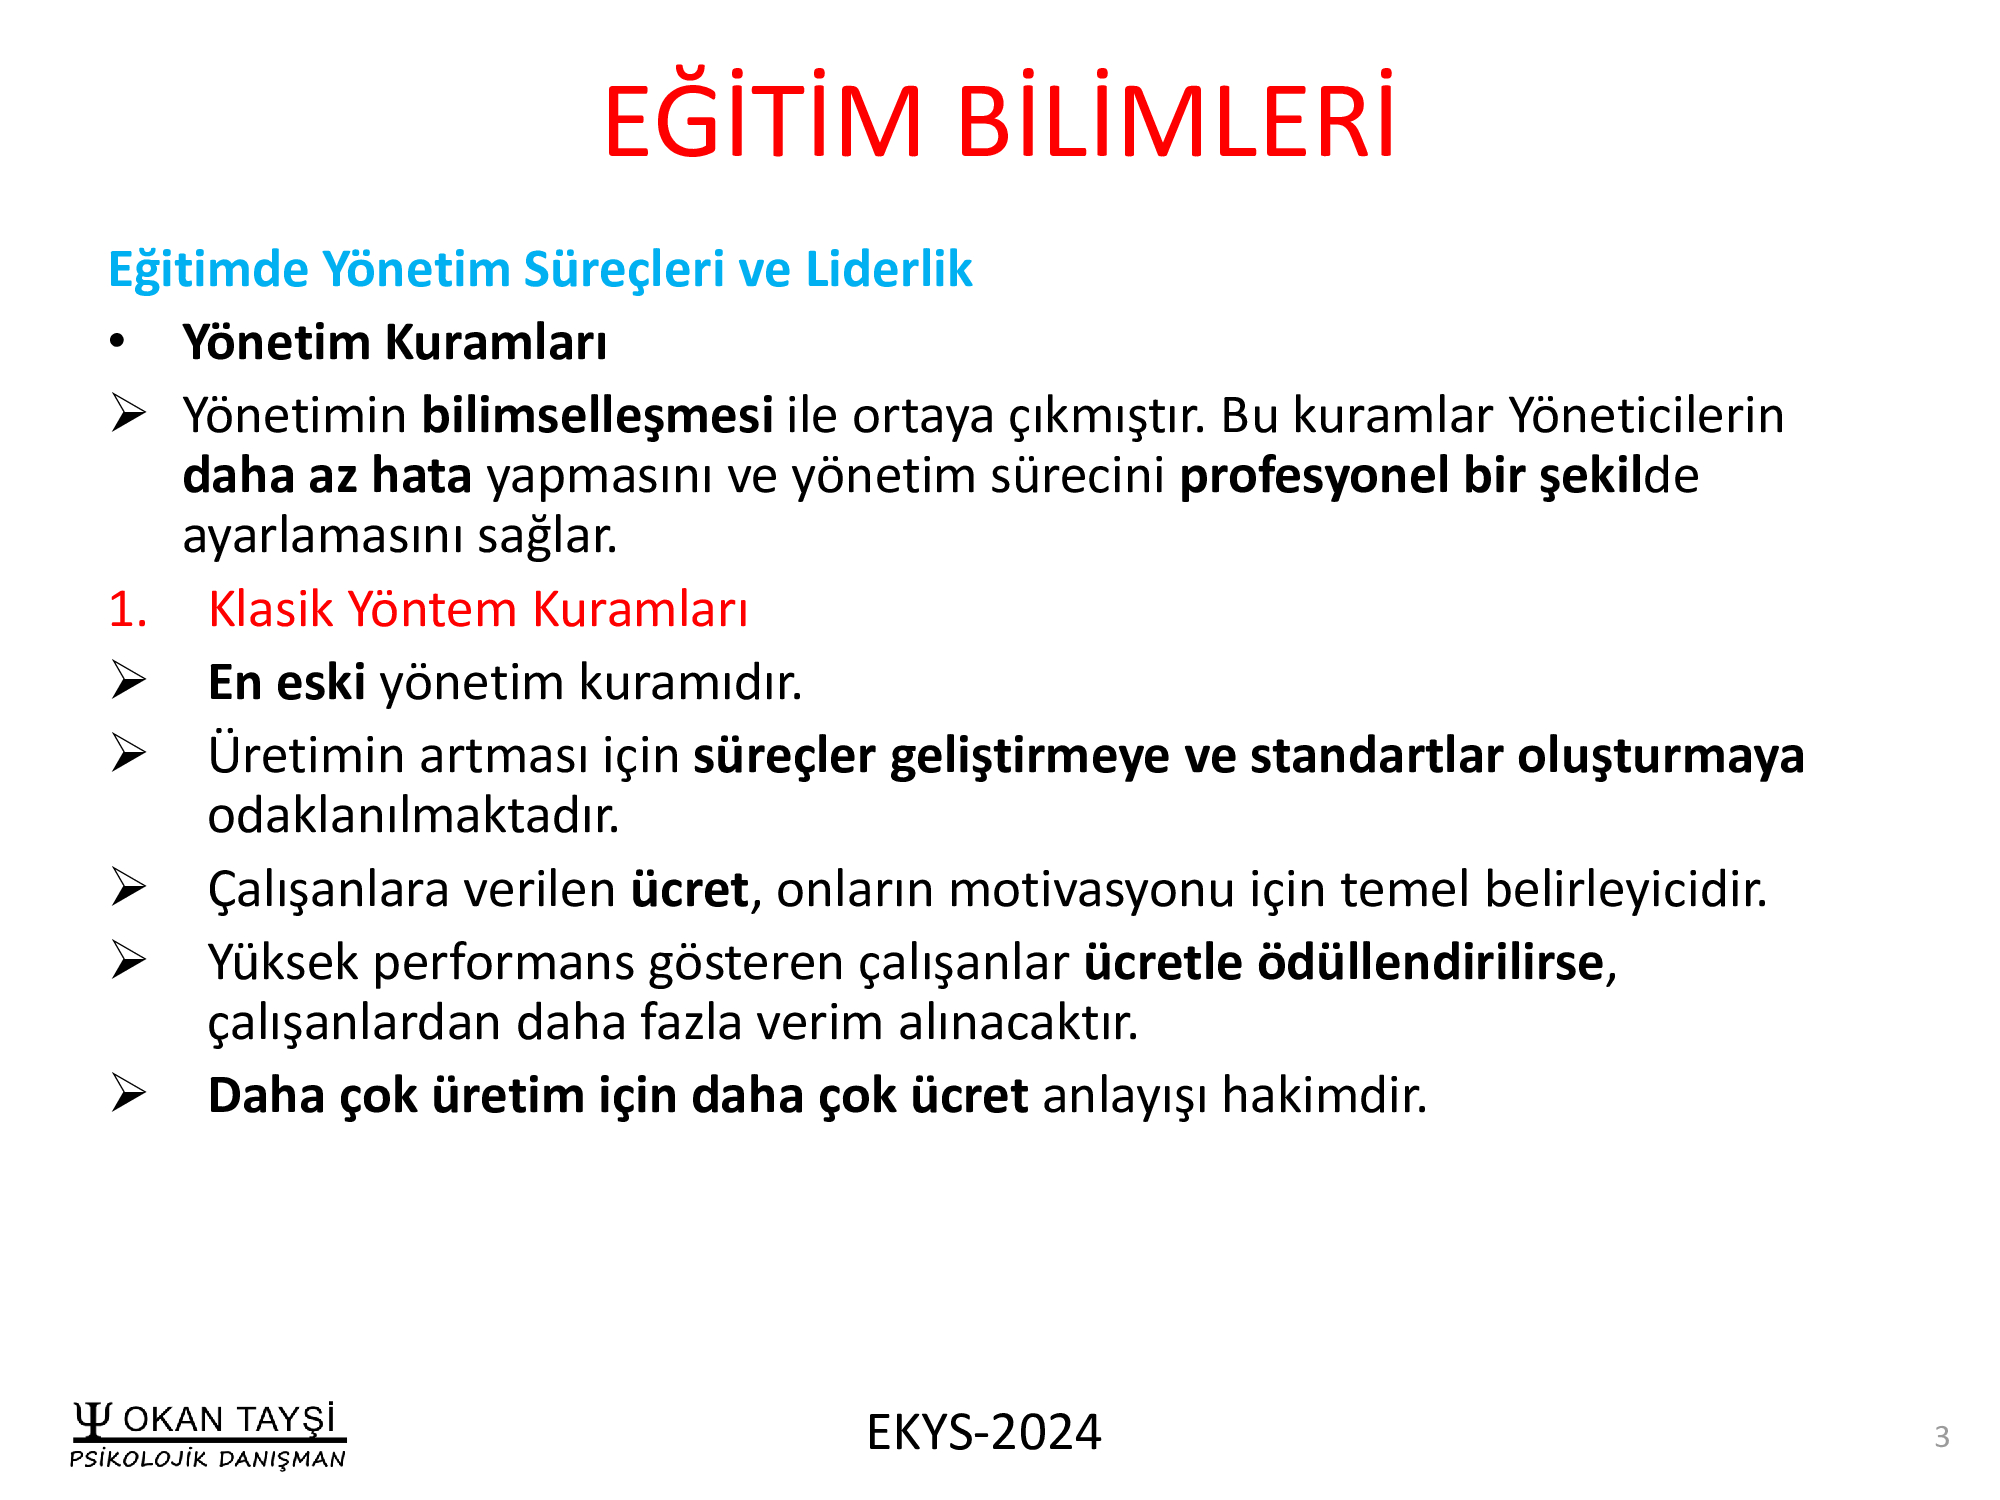 EĞİTİM BİLİMLERİ
Eğitimde Yönetim Süreçleri ve Liderlik
• Yönetim Kuramları
➢ Yönetimin bilimselleşmesi ile ortaya çıkmıştır. Bu kuramlar Yöneticilerin
daha az hata yapmasını ve yönetim sürecini profesyonel bir şekilde
ayarlamasını sağlar.
1. Klasik Yöntem Kuramları
➢ En eski yönetim kuramıdır.
➢ Üretimin artması için süreçler geliştirmeye ve standartlar oluşturmaya
odaklanılmaktadır.
➢ Çalışanlara verilen ücret, onların motivasyonu için temel belirleyicidir.
➢ Yüksek performans gösteren çalışanlar ücretle ödüllendirilirse,
çalışanlardan daha fazla verim alınacaktır.
➢ Daha çok üretim için daha çok ücret anlayışı hakimdir.
Ψ OKAN TAYŞİ
PSİKOLOJİK DANIŞMAN
EKYS-2024
3